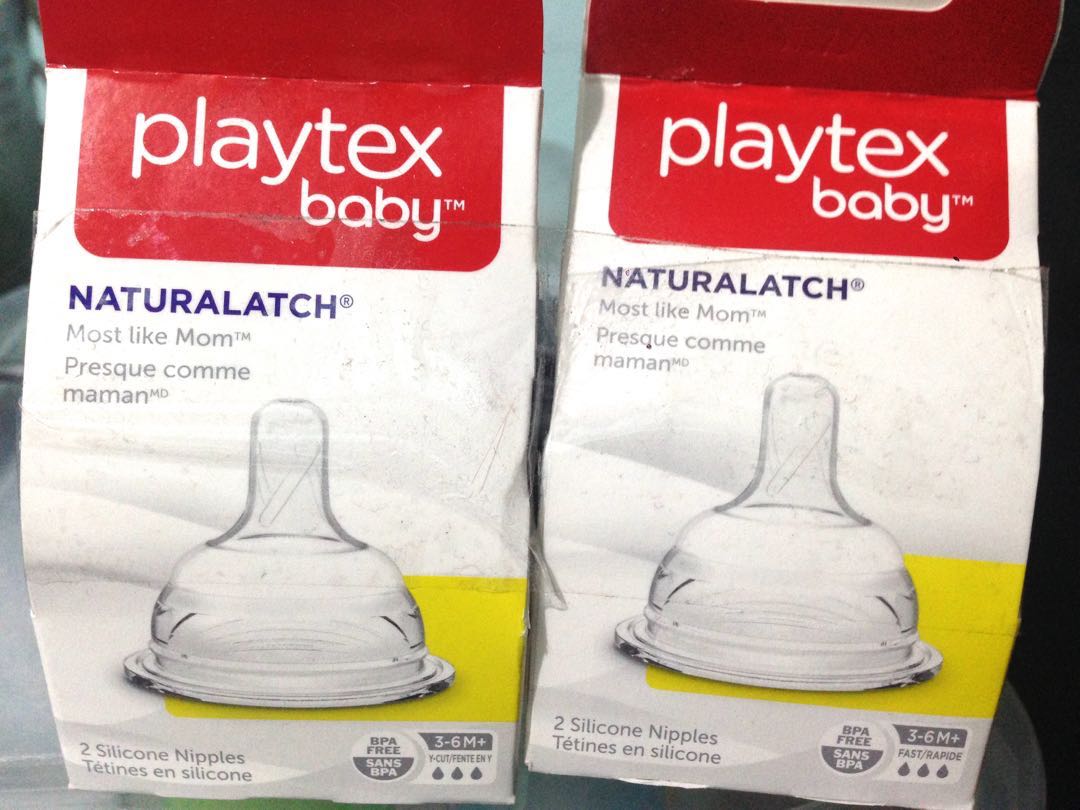 playtex
baby™
NATURALATCH®
Most like Mom™
Presque comme
maman MD
2 Silicone Nipples
Tétines en silicone
BPA
FREE
SANS
BPA
3-6M+
Y-CUT/FENTE EN Y
playtex
baby™
NATURALATCH®
Most like Mom™
Presque comme
maman MD
2 Silicone Nipples
Tétines en silicone
BPA
FREE
SANS
BPA
3-6M+
FAST/RAPIDE